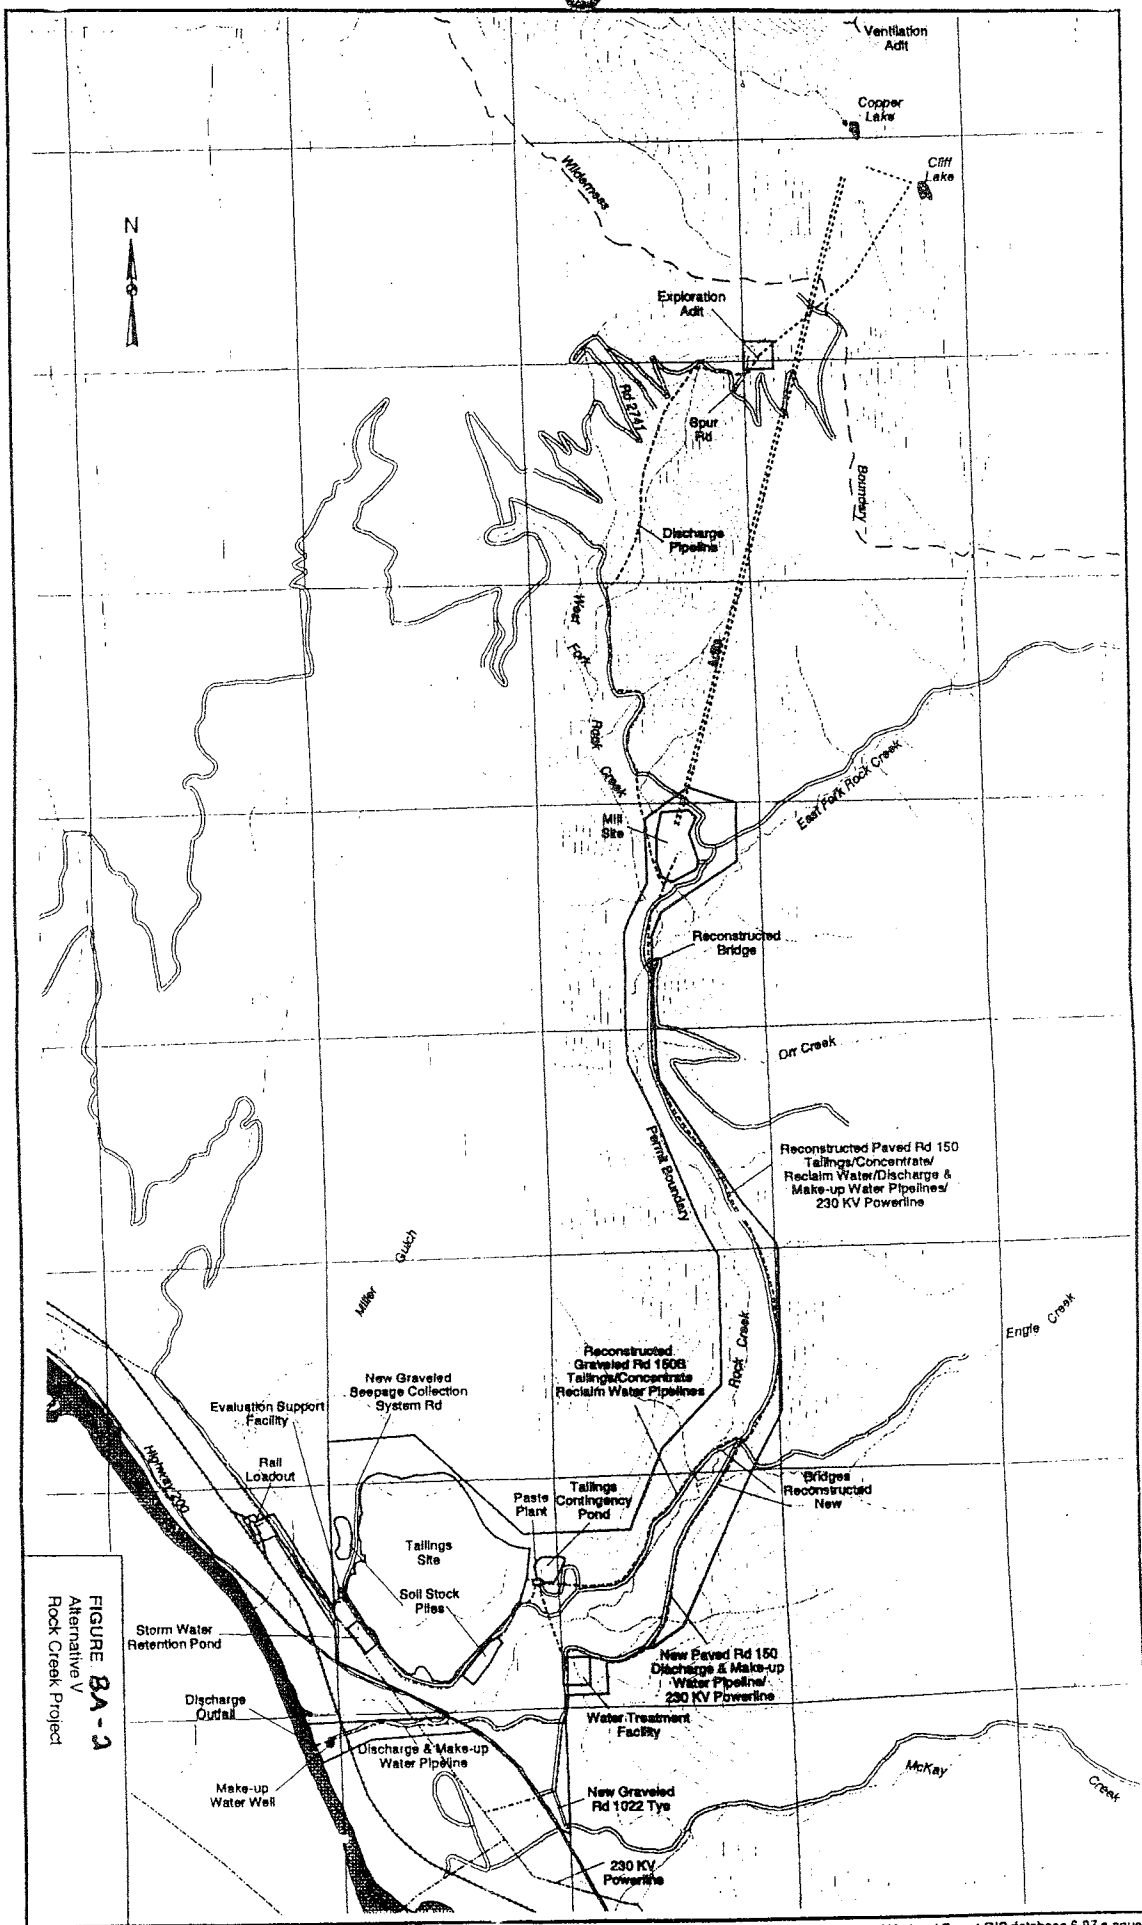 Ventilation
Adit
Copper
Lake
Cliff
Lake
Wilderness
N
Exploration
Adit
Rd 2741
Spur
Rd
Boundary
Discharge
Pipeline
West
Fork
Rock
Creek
Adits
East Fork Rock Creek
Mill
Site
Reconstructed
Bridge
Orr Creek
Permit Boundary
Reconstructed Paved Rd 150
Tailings/Concentrate/
Reclaim Water/Discharge &
Make-up Water Pipelines/
230 KV Powerline
Miller Gulch
Rock Creek
Engle Creek
Reconstructed
Graveled Rd 150B
Tailings/Concentrate
Reclaim Water Pipelines
New Graveled
Seepage Collection
System Rd
Evaluation Support
Facility
Rail
Loadout
Highway 200
Paste
Plant
Tailings
Contingency
Pond
Bridges
Reconstructed
New
Tailings
Site
Soil Stock
Piles
Storm Water
Retention Pond
New Paved Rd 150
Discharge & Make-up
Water Pipeline/
230 KV Powerline
Discharge
Outfall
Water Treatment
Facility
Discharge & Make-up
Water Pipeline
Make-up
Water Well
New Graveled
Rd 1022 Tye
McKay Creek
230 KV
Powerline
FIGURE BA-2
Alternative V
Rock Creek Project